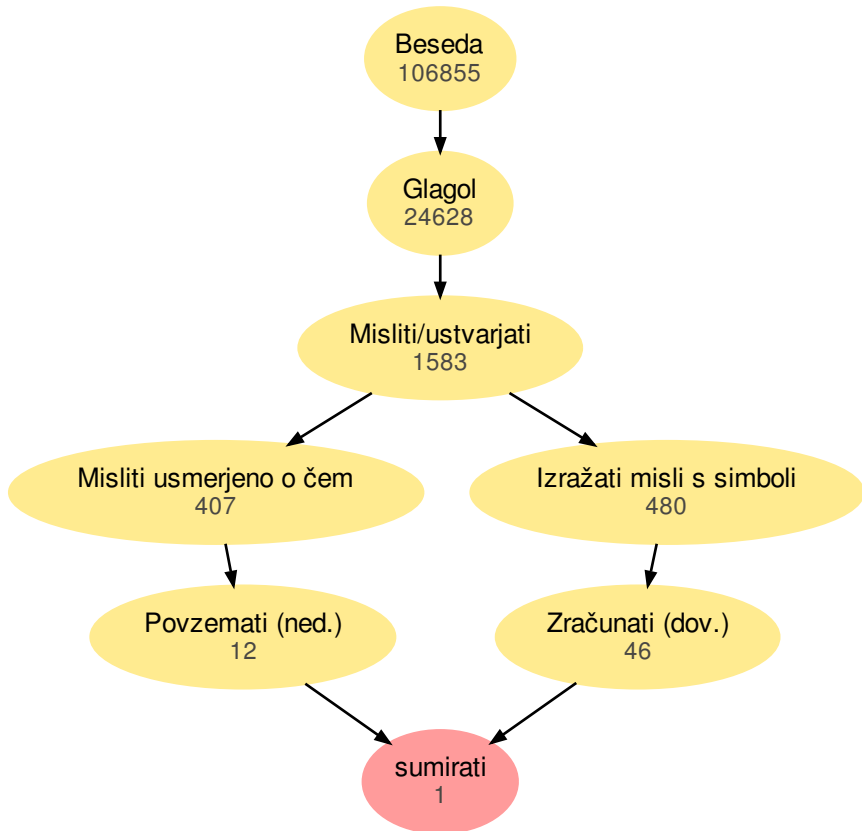 Beseda
106855
Glagol
24628
Misliti/ustvarjati
1583
Misliti usmerjeno o čem
407
Izražati misli s simboli
480
Povzemati (ned.)
12
Zračunati (dov.)
46
sumirati
1